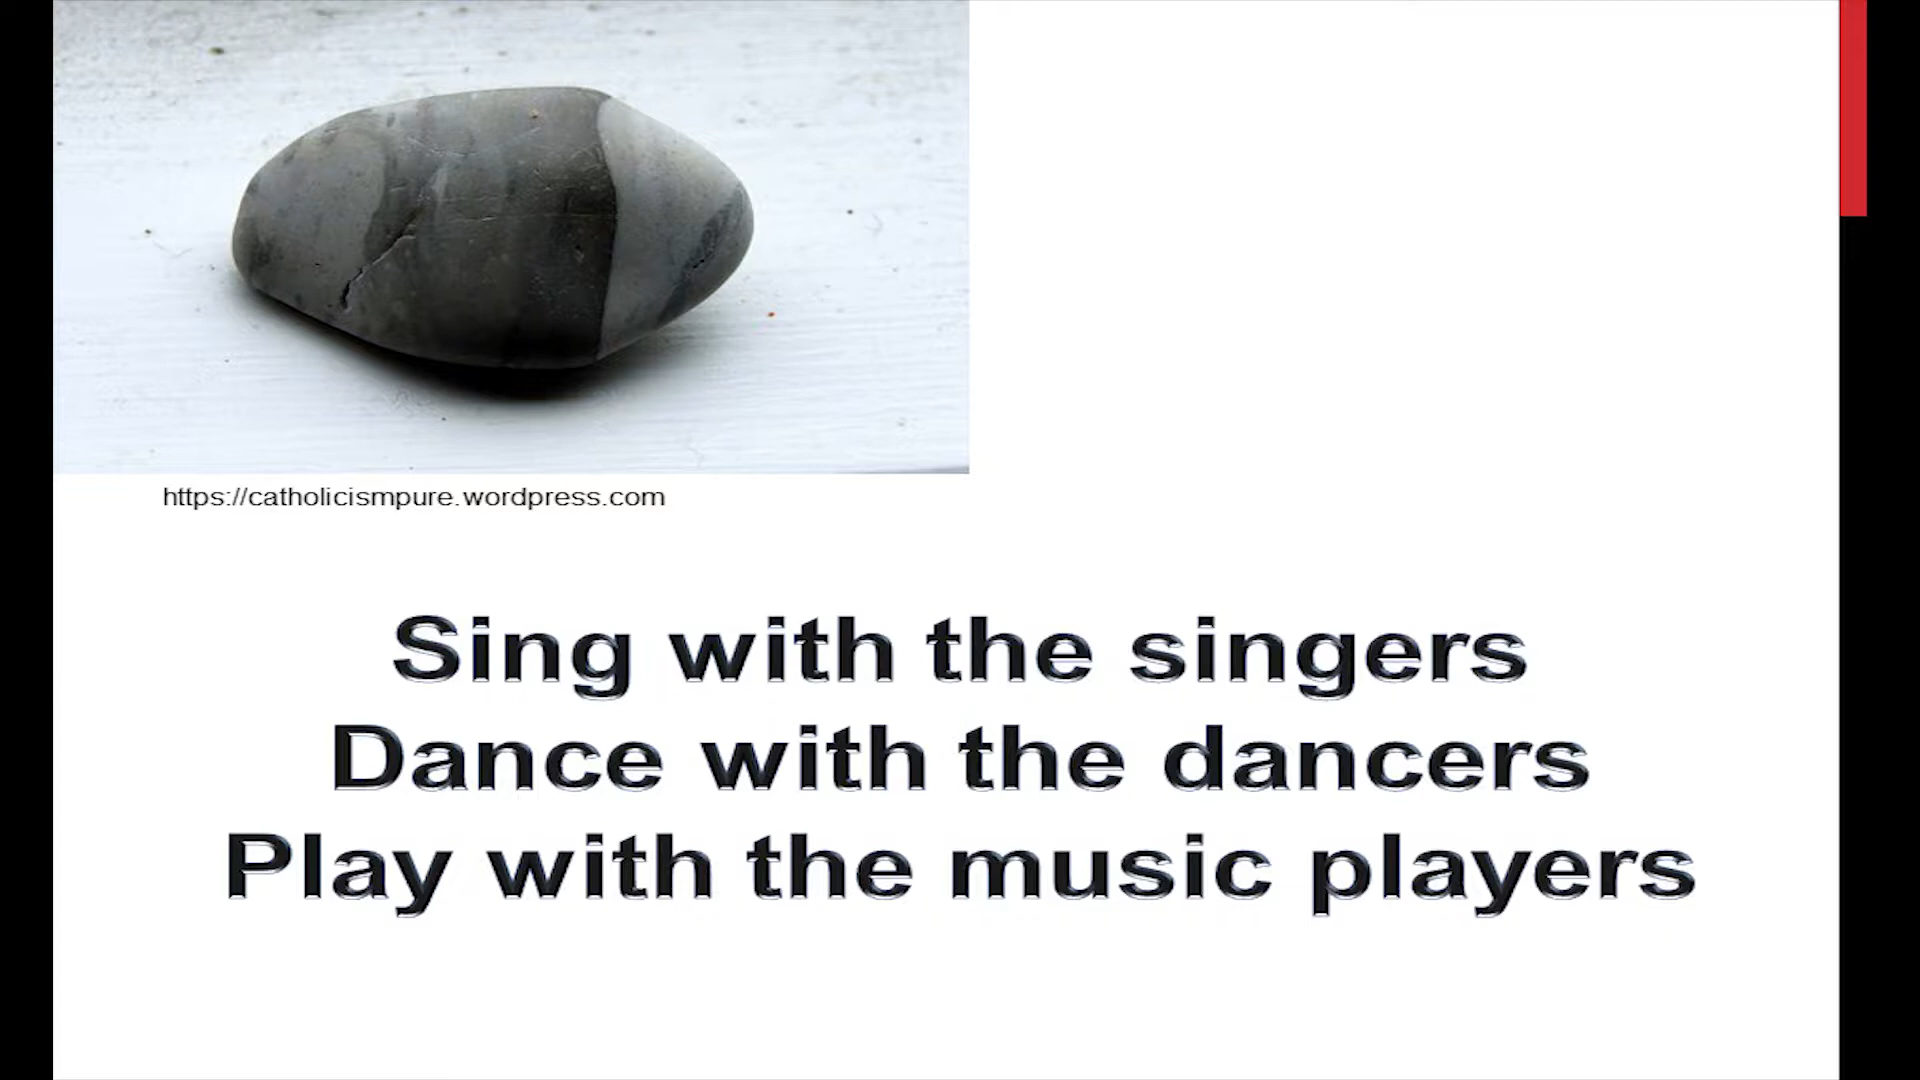 https://catholicismpure.wordpress.com
Sing with the singers
Dance with the dancers
Play with the music players